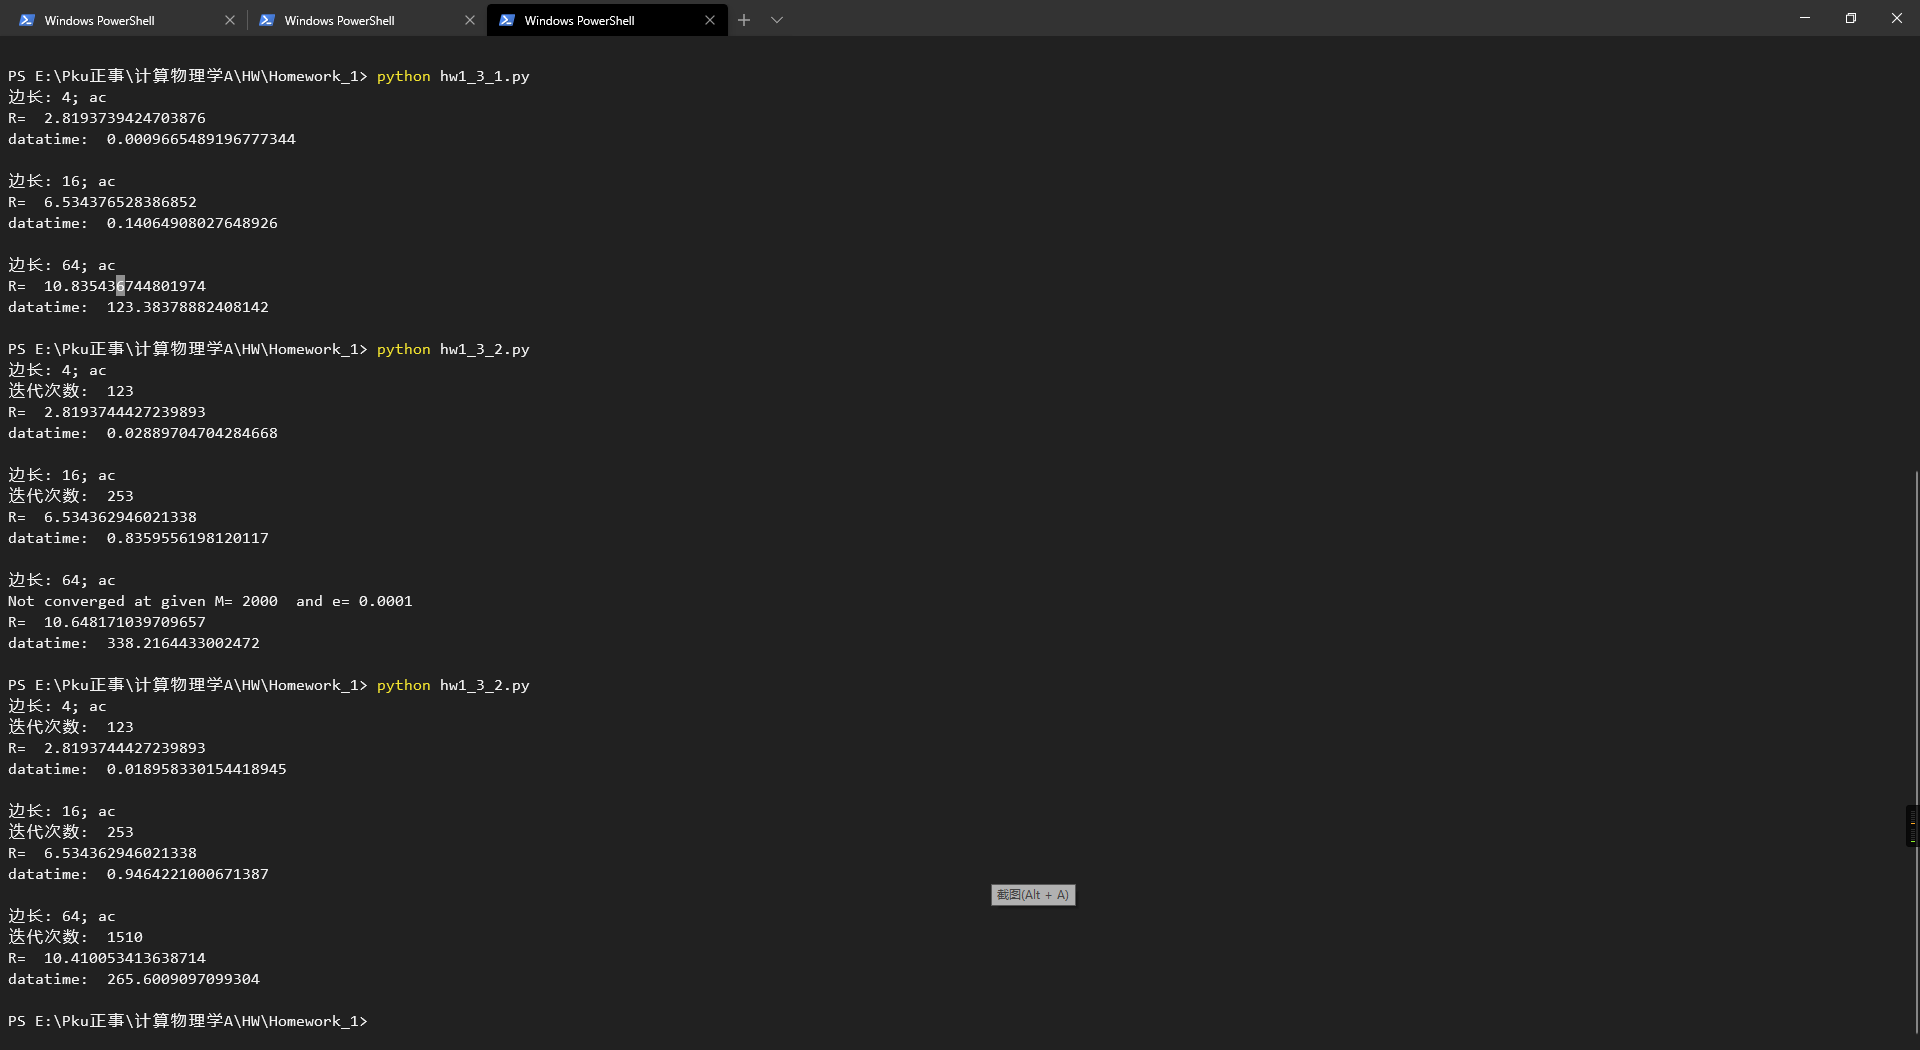 Windows PowerShell
Windows PowerShell
Windows PowerShell
PS E:\Pku正事\计算物理学A\HW\Homework_1> python hw1_3_1.py
边长: 4; ac
R=  2.8193739424703876
datatime:  0.0009665489196777344
边长: 16; ac
R=  6.534376528386852
datatime:  0.14064908027648926
边长: 64; ac
R=  10.835436744801974
datatime:  123.38378882408142
PS E:\Pku正事\计算物理学A\HW\Homework_1> python hw1_3_2.py
边长: 4; ac
迭代次数:  123
R=  2.8193744427239893
datatime:  0.02889704704284668
边长: 16; ac
迭代次数:  253
R=  6.534362946021338
datatime:  0.8359556198120117
边长: 64; ac
Not converged at given M= 2000  and e= 0.0001
R=  10.648171039709657
datatime:  338.2164433002472
PS E:\Pku正事\计算物理学A\HW\Homework_1> python hw1_3_2.py
边长: 4; ac
迭代次数:  123
R=  2.8193744427239893
datatime:  0.018958330154418945
边长: 16; ac
迭代次数:  253
R=  6.534362946021338
datatime:  0.9464221000671387
截图(Alt + A)
边长: 64; ac
迭代次数:  1510
R=  10.410053413638714
datatime:  265.6009097099304
PS E:\Pku正事\计算物理学A\HW\Homework_1>